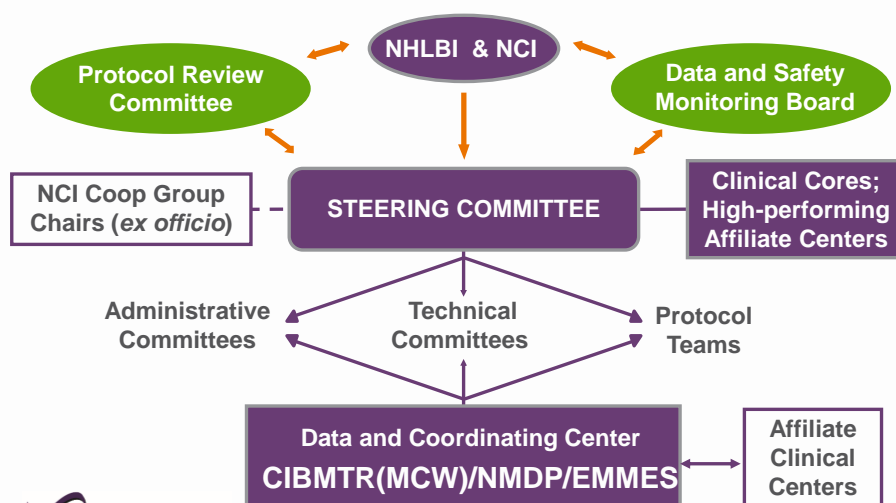 NHLBI & NCI
Protocol Review
Committee
Data and Safety
Monitoring Board
NCI Coop Group
Chairs (ex officio)
STEERING COMMITTEE
Clinical Cores;
High-performing
Affiliate Centers
Administrative
Committees
Technical
Committees
Protocol
Teams
Data and Coordinating Center
CIBMTR(MCW)/NMDP/EMMES
Affiliate
Clinical
Centers